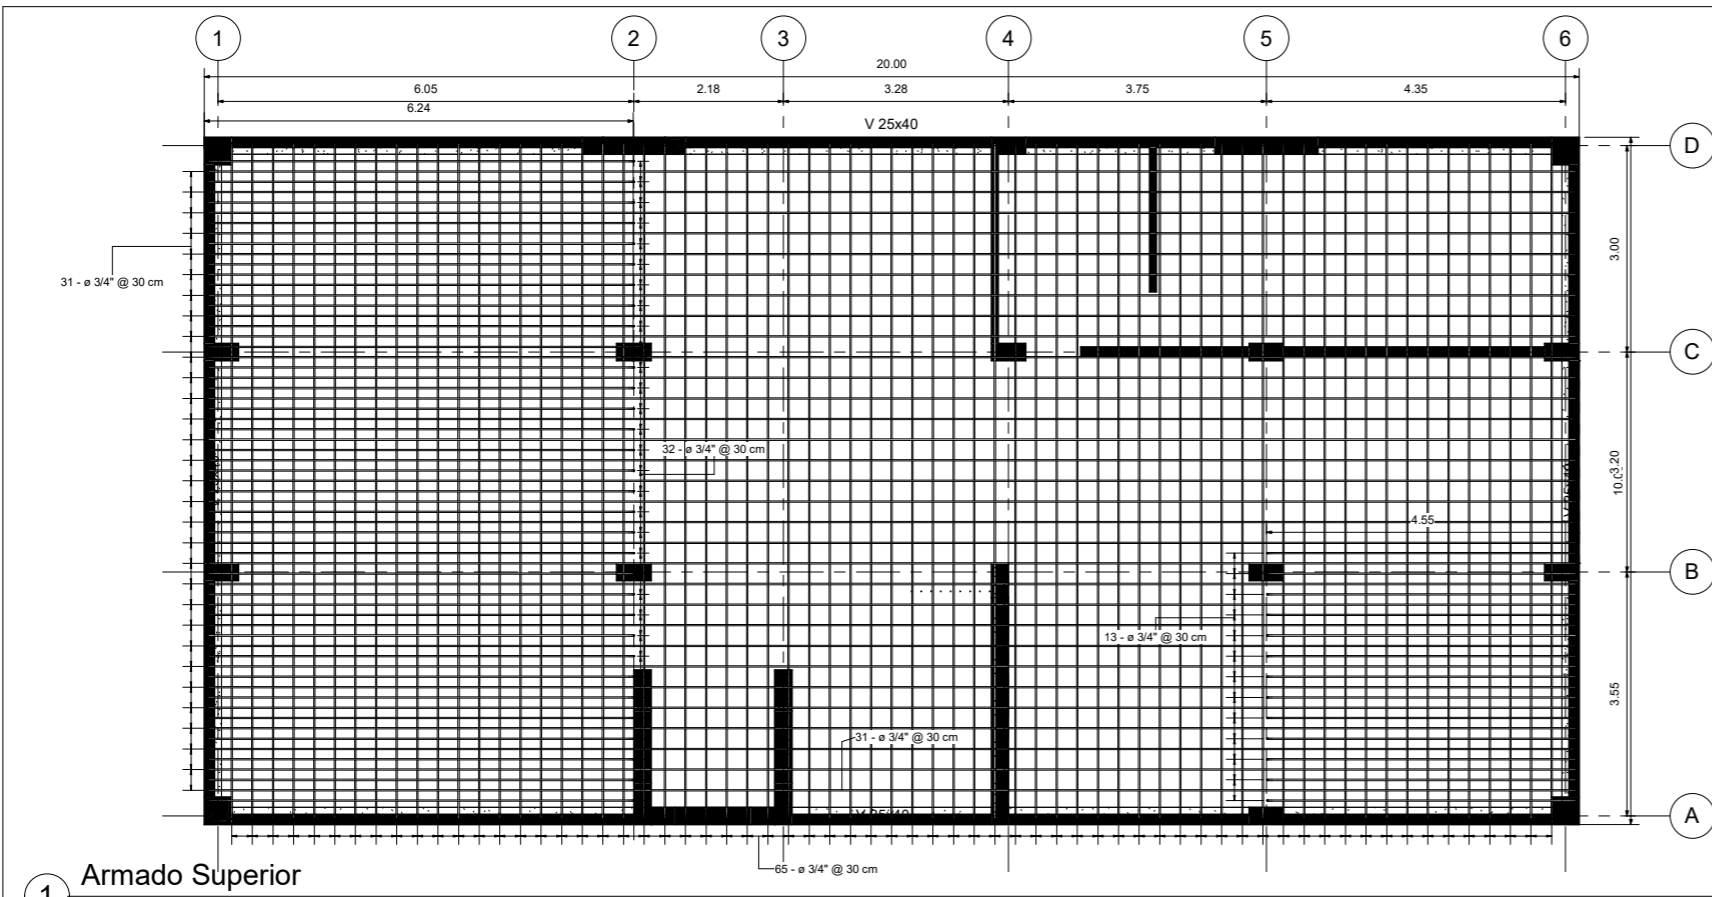 1 2 3 4 5 6
20.00
6.05 2.18 3.28 3.75 4.35
6.24
V 25x40
D
3.00
31 - ø 3/4" @ 30 cm
C
32 - ø 3/4" @ 30 cm
3.20
4.55
B
13 - ø 3/4" @ 30 cm
3.55
31 - ø 3/4" @ 30 cm
A
65 - ø 3/4" @ 30 cm
1 Armado Superior